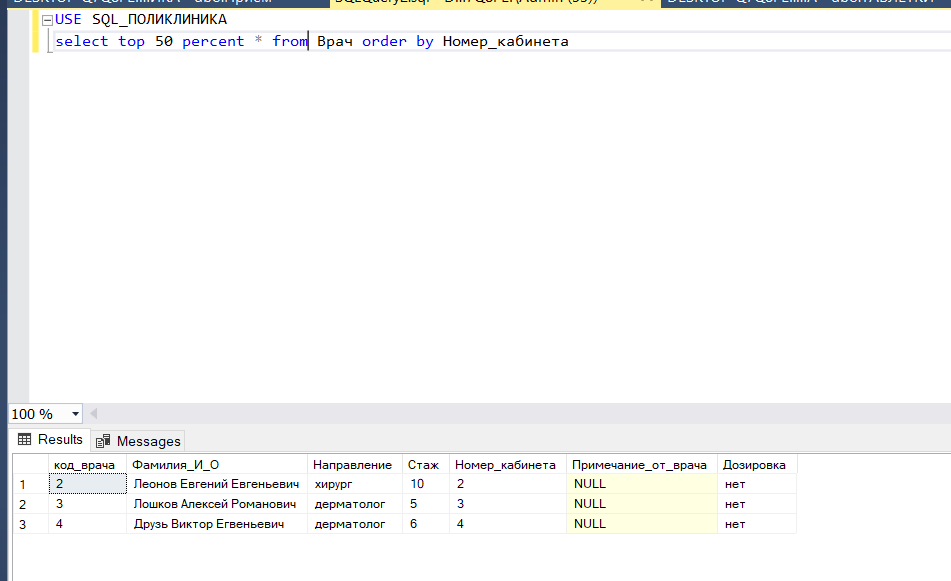 USE SQL_ПОЛИКЛИНИКА
select top 50 percent * from Врач order by Номер_кабинета
100 %
Results Messages
код_врача Фамилия_И_О Направление Стаж Номер_кабинета Примечание_от_врача Дозировка
1 2 Леонов Евгений Евгеньевич хирург 10 2 NULL нет
2 3 Лошков Алексей Романович дерматолог 5 3 NULL нет
3 4 Друзь Виктор Егвеньевич дерматолог 6 4 NULL нет